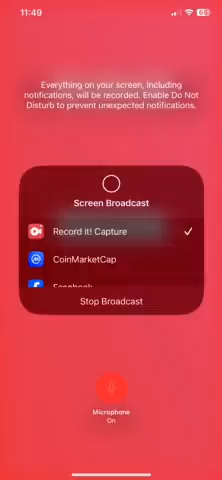 11:49
65
Everything on your screen, including
notifications, will be recorded. Enable Do Not
Disturb to prevent unexpected notifications.
Screen Broadcast
Record it! Capture
CoinMarketCap
Facebook
Stop Broadcast
Microphone
On